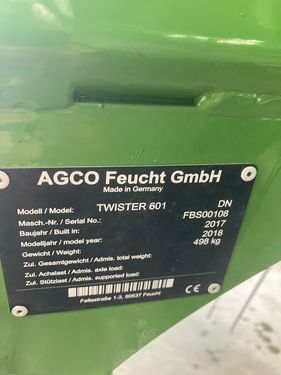 AGCO Feucht GmbH
Made in Germany
Modell / Model: TWISTER 601 DN
Masch.-Nr./ Serial No.: FBS00108
Baujahr / Built in: 2017
Modelljahr / model year: 2018
Gewicht / Weight: 498 kg
Zul. Gesamtgewicht / Admis. total weight:
Zul. Achslast / Admis. axle load:
Zul. Stützlast / Admis. supported load:
Fellastraße 1-3, 90537 Feucht
CE